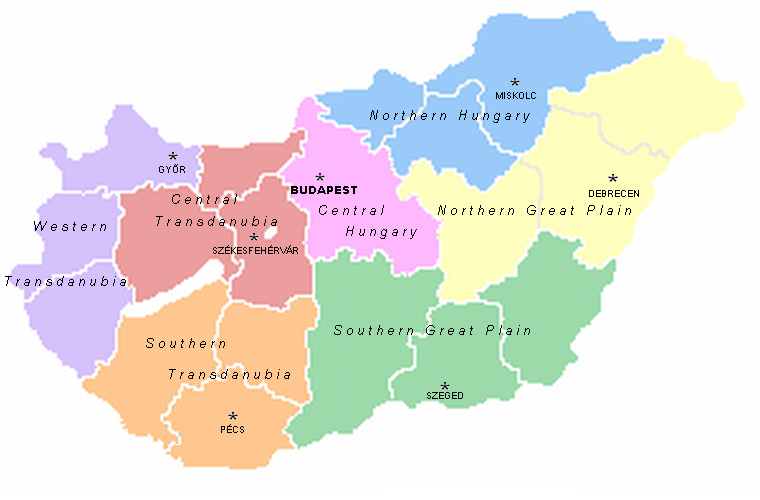 MISKOLC
Northern Hungary
GYŐR
DEBRECEN
BUDAPEST
Central
Transdanubia
Central
Hungary
Northern Great Plain
Western
Transdanubia
SZÉKESFEHÉRVÁR
Southern
Transdanubia
Southern Great Plain
SZEGED
PÉCS